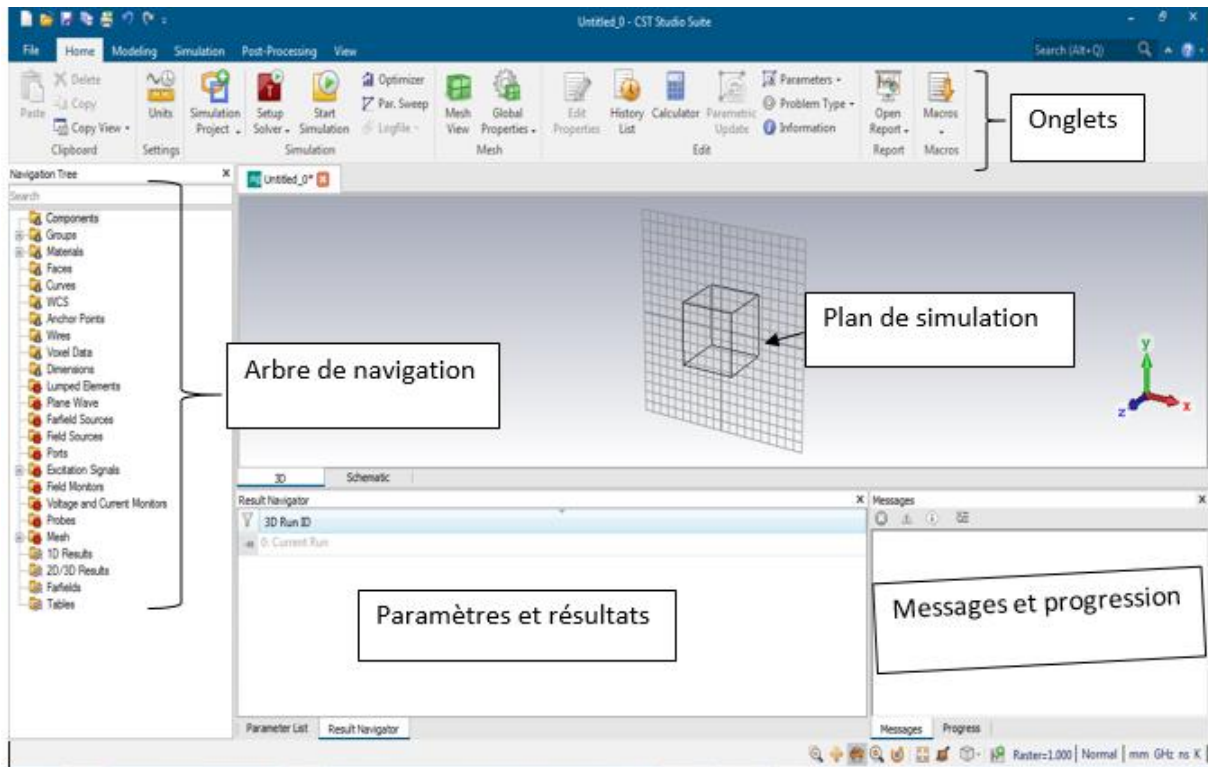 Untitled_0 - CST Studio Suite
File Home Modeling Simulation Post-Processing View Search (Alt+Q)
Paste
Delete
Copy
Copy View
Clipboard
Units
Settings
Simulation Project
Setup Solver
Start Simulation
Optimizer
Par. Sweep
Logfile
Simulation
Mesh View
Global Properties
Mesh
Edit Properties
History List
Calculator
Parametric Update
Parameters
Problem Type
Information
Edit
Open Report
Report
Macros
Macros
Onglets
Navigation Tree
Search
Components
Groups
Materials
Faces
Curves
WCS
Anchor Points
Wires
Voxel Data
Dimensions
Lumped Elements
Plane Wave
Farfield Sources
Field Sources
Ports
Excitation Signals
Field Monitors
Voltage and Current Monitors
Probes
Mesh
1D Results
2D/3D Results
Farfields
Tables
Arbre de navigation
Untitled_0*
Plan de simulation
y
z
x
3D Schematic
Result Navigator
3D Run ID
0: Current Run
Paramètres et résultats
Parameter List Result Navigator
Messages
Messages et progression
Messages Progress
Raster=1.000 Normal mm GHz ns K